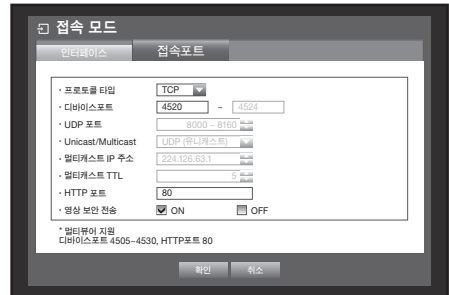 접속 모드
인터페이스 접속포트
· 프로토콜 타입 TCP
· 디바이스포트 4520 ~ 4524
· UDP 포트 8000 ~ 8160
· Unicast/Multicast UDP (유니캐스트)
· 멀티캐스트 IP 주소 224.126.63.1
· 멀티캐스트 TTL 5
· HTTP 포트 80
· 영상 보안 전송 ON OFF
* 멀티뷰어 지원
디바이스포트 4505~4530, HTTP포트 80
확인 취소